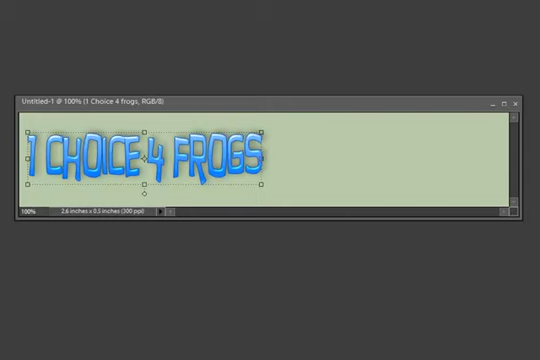 Untitled-1 @ 100% (1 Choice 4 frogs, RGB/8)
1 CHOICE 4 FROGS
100% 2.6 inches x 0.5 inches (300 ppi)